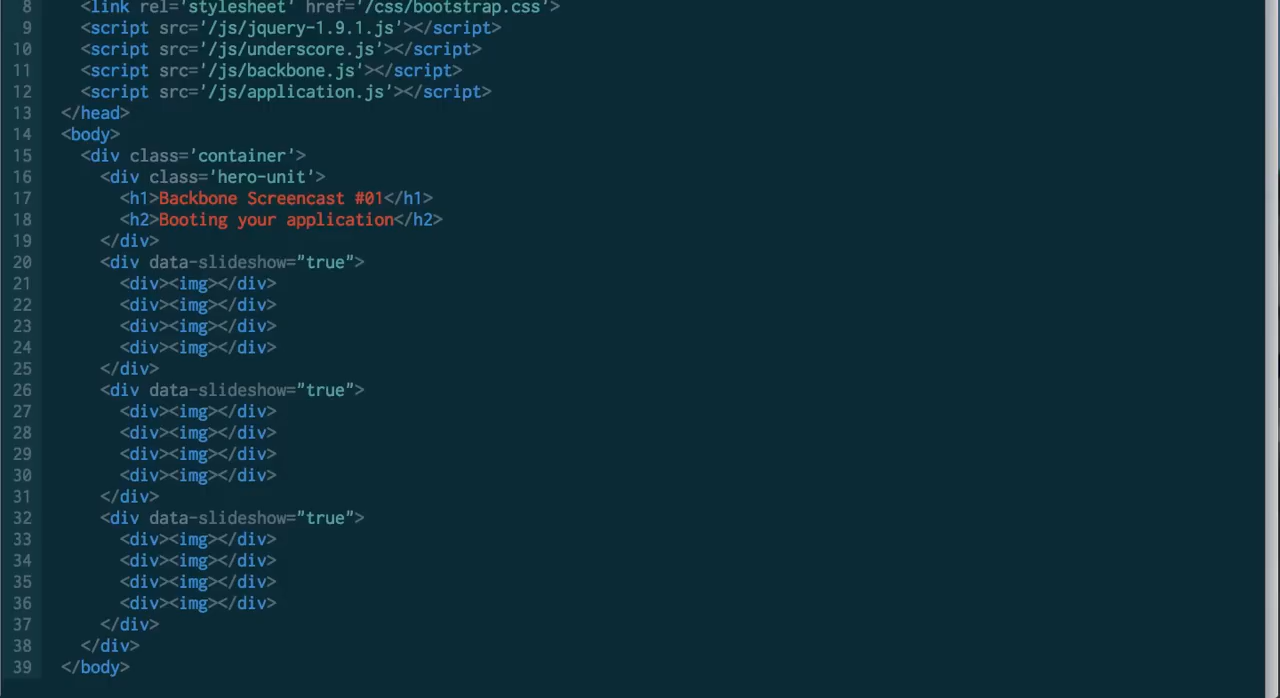 8 <link rel='stylesheet' href='/css/bootstrap.css'>
9 <script src='/js/jquery-1.9.1.js'></script>
10 <script src='/js/underscore.js'></script>
11 <script src='/js/backbone.js'></script>
12 <script src='/js/application.js'></script>
13 </head>
14 <body>
15 <div class='container'>
16 <div class='hero-unit'>
17 <h1>Backbone Screencast #01</h1>
18 <h2>Booting your application</h2>
19 </div>
20 <div data-slideshow="true">
21 <div><img></div>
22 <div><img></div>
23 <div><img></div>
24 <div><img></div>
25 </div>
26 <div data-slideshow="true">
27 <div><img></div>
28 <div><img></div>
29 <div><img></div>
30 <div><img></div>
31 </div>
32 <div data-slideshow="true">
33 <div><img></div>
34 <div><img></div>
35 <div><img></div>
36 <div><img></div>
37 </div>
38 </div>
39 </body>